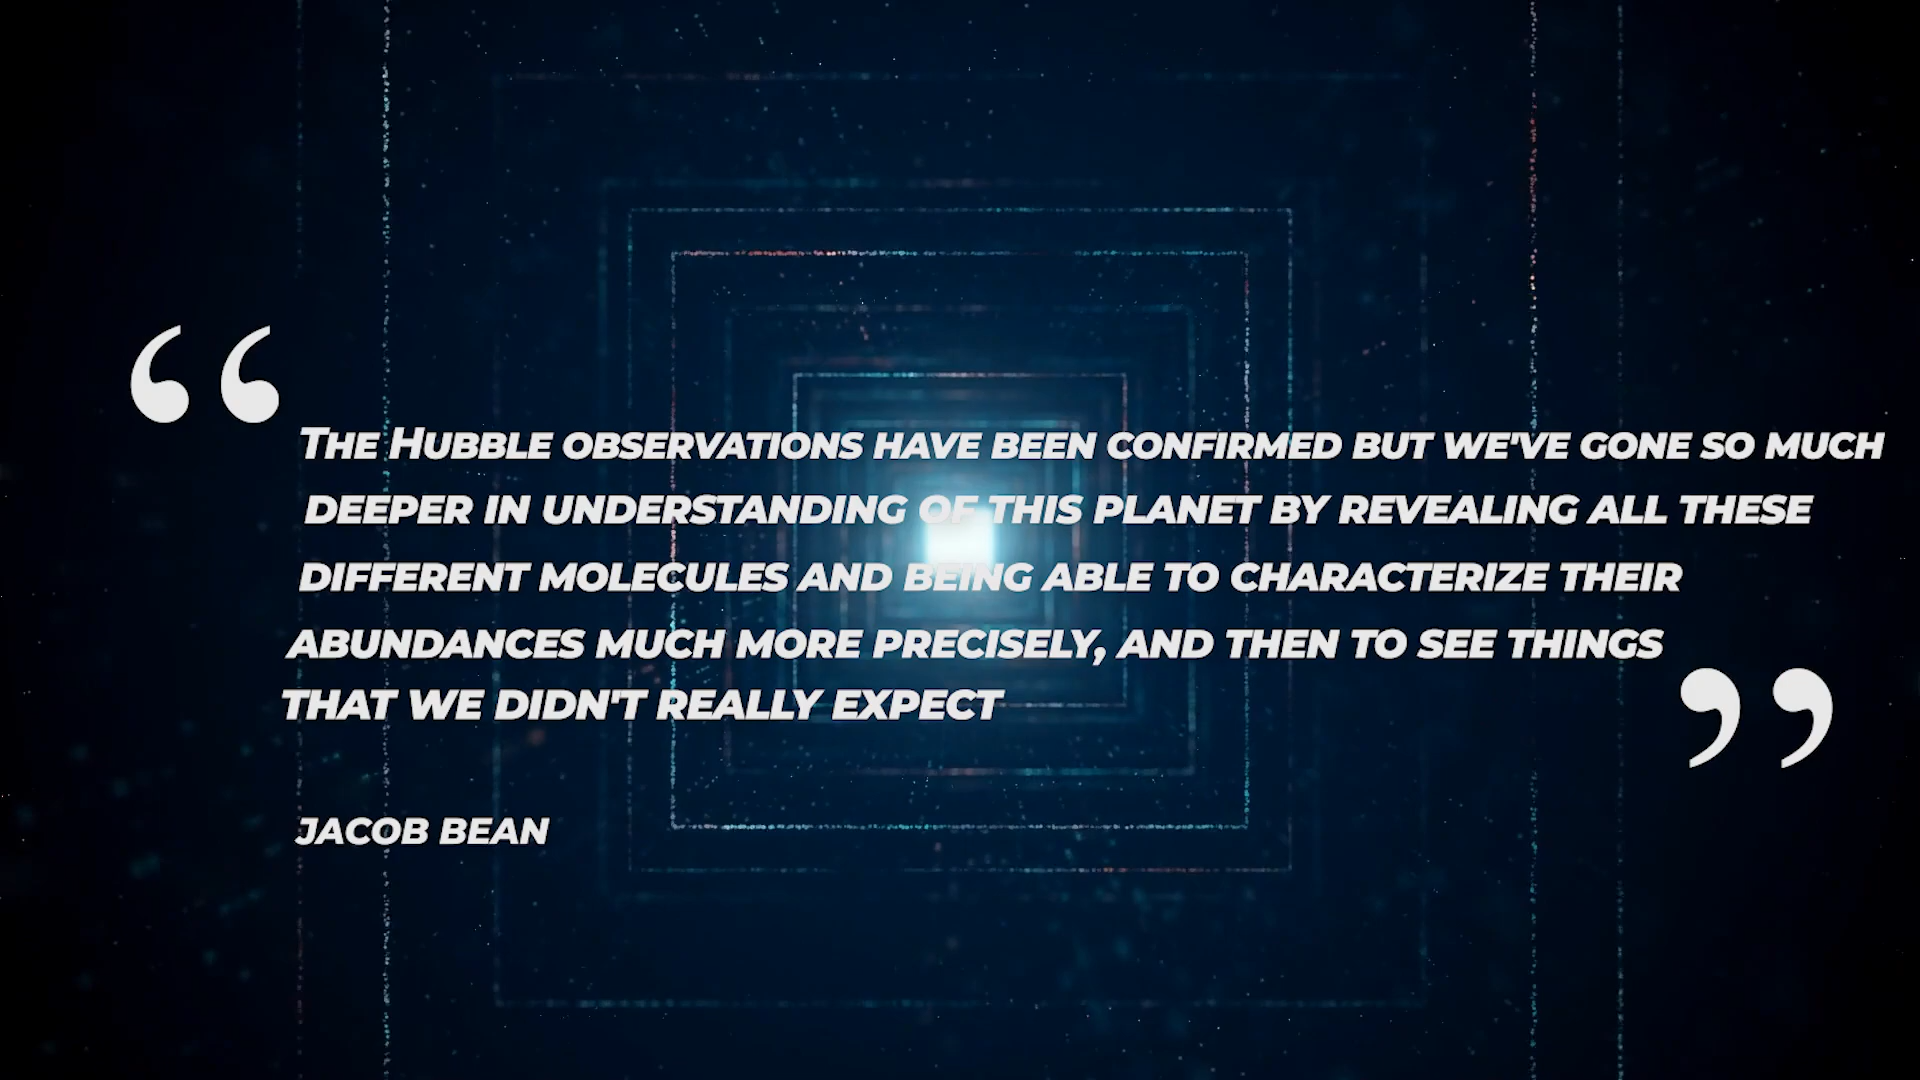 “ THE HUBBLE OBSERVATIONS HAVE BEEN CONFIRMED BUT WE'VE GONE SO MUCH
DEEPER IN UNDERSTANDING OF THIS PLANET BY REVEALING ALL THESE
DIFFERENT MOLECULES AND BEING ABLE TO CHARACTERIZE THEIR
ABUNDANCES MUCH MORE PRECISELY, AND THEN TO SEE THINGS
THAT WE DIDN'T REALLY EXPECT ”
JACOB BEAN